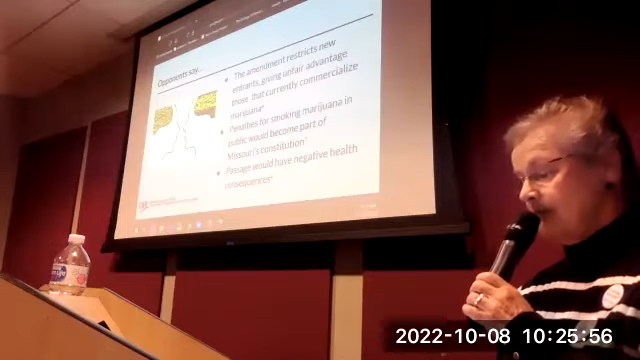 Opponents say...
The amendment restricts new
entrants, giving unfair advantage
those that currently commercialize
marijuana*
Penalties for smoking marijuana in
public would become part of
Missouri's constitution*
Passage would have negative health
consequences*
2022-10-08 10:25:56